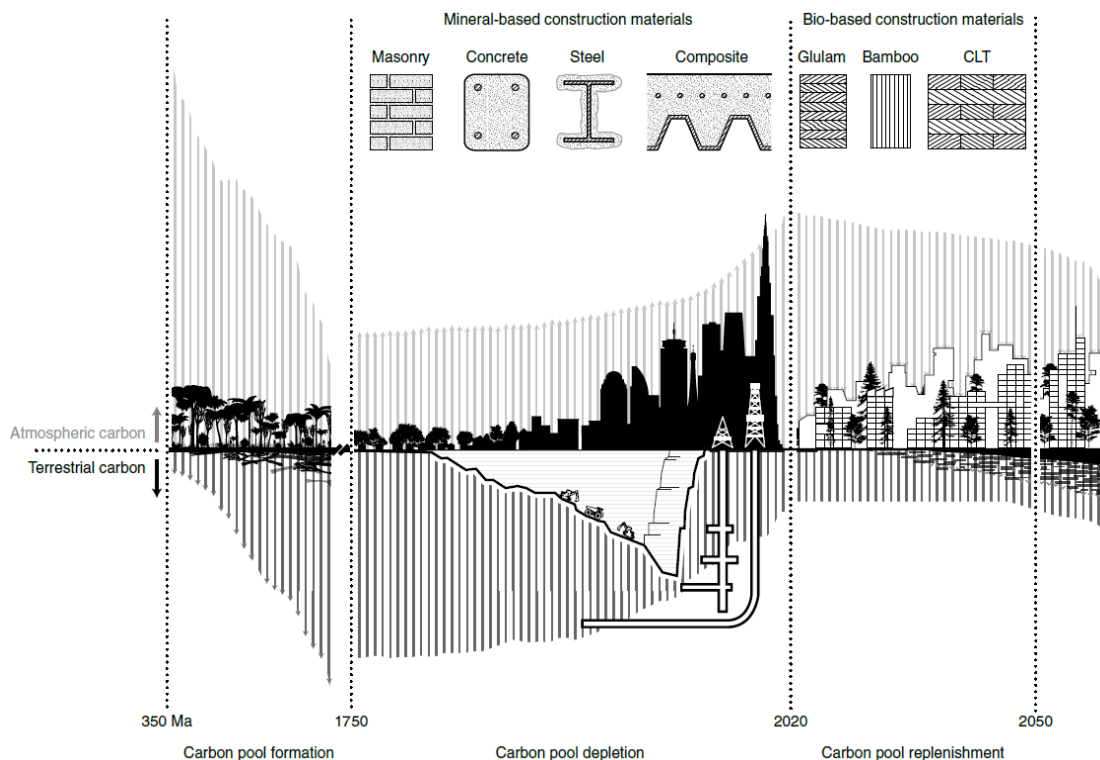 Mineral-based construction materials
Bio-based construction materials
Masonry
Concrete
Steel
Composite
Glulam
Bamboo
CLT
Atmospheric carbon
Terrestrial carbon
350 Ma
1750
2020
2050
Carbon pool formation
Carbon pool depletion
Carbon pool replenishment